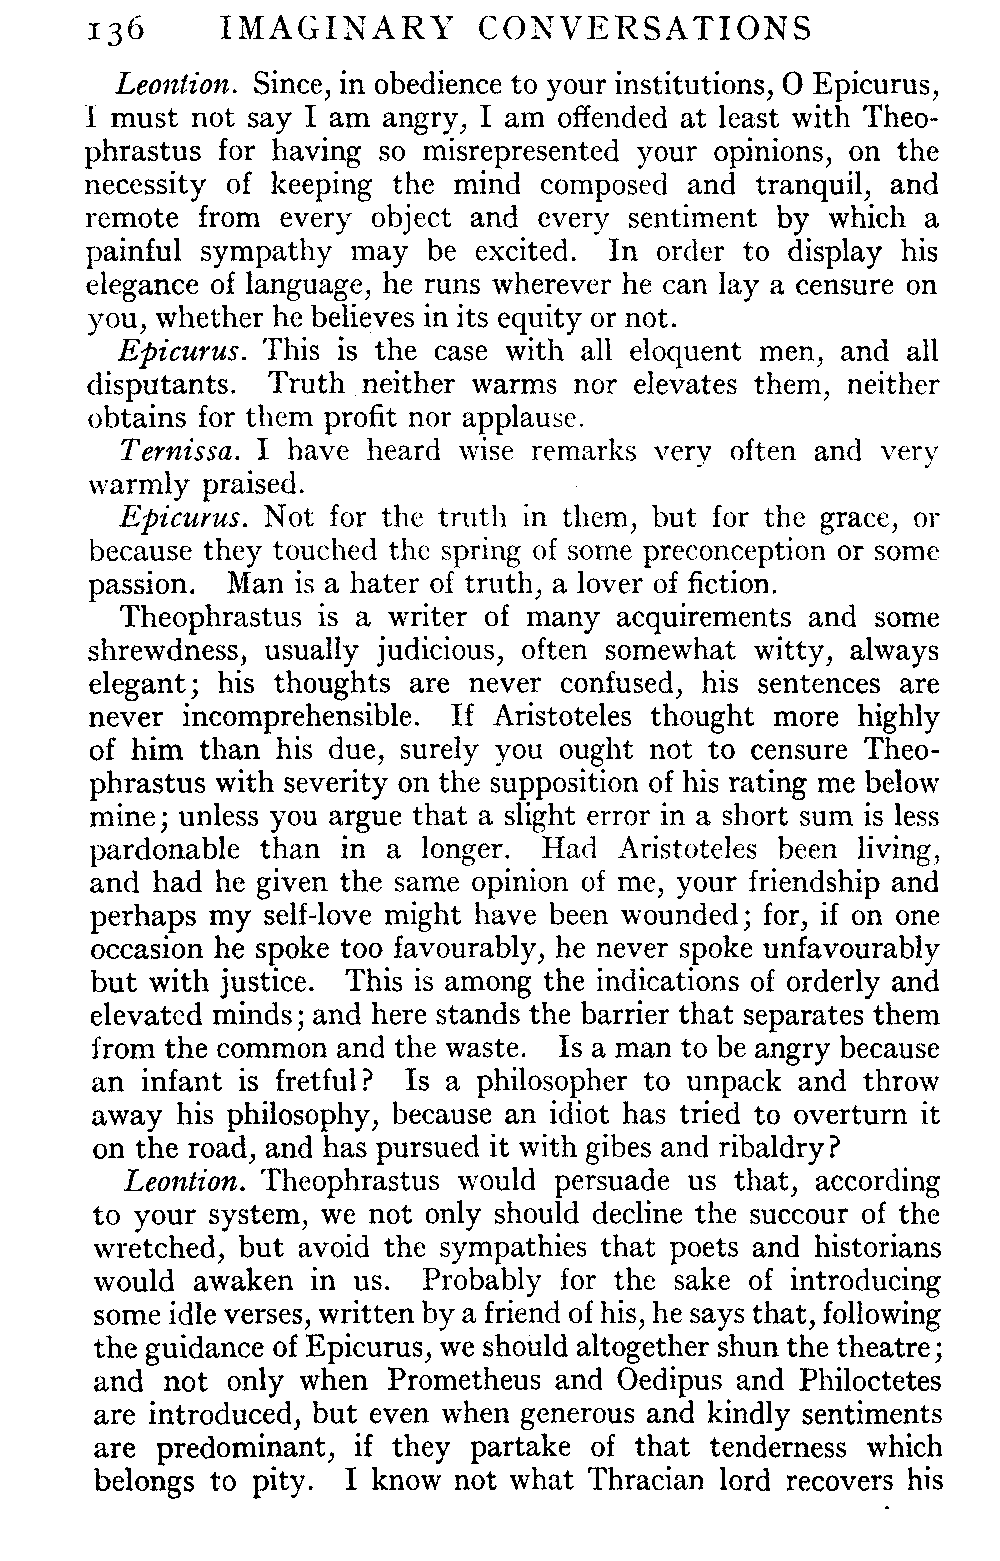 136 IMAGINARY CONVERSATIONS
Leontion. Since, in obedience to your institutions, O Epicurus,
I must not say I am angry, I am offended at least with Theo-
phrastus for having so misrepresented your opinions, on the
necessity of keeping the mind composed and tranquil, and
remote from every object and every sentiment by which a
painful sympathy may be excited. In order to display his
elegance of language, he runs wherever he can lay a censure on
you, whether he believes in its equity or not.
Epicurus. This is the case with all eloquent men, and all
disputants. Truth neither warms nor elevates them, neither
obtains for them profit nor applause.
Ternissa. I have heard wise remarks very often and very
warmly praised.
Epicurus. Not for the truth in them, but for the grace, or
because they touched the spring of some preconception or some
passion. Man is a hater of truth, a lover of fiction.
Theophrastus is a writer of many acquirements and some
shrewdness, usually judicious, often somewhat witty, always
elegant; his thoughts are never confused, his sentences are
never incomprehensible. If Aristoteles thought more highly
of him than his due, surely you ought not to censure Theo-
phrastus with severity on the supposition of his rating me below
mine; unless you argue that a slight error in a short sum is less
pardonable than in a longer. Had Aristoteles been living,
and had he given the same opinion of me, your friendship and
perhaps my self-love might have been wounded; for, if on one
occasion he spoke too favourably, he never spoke unfavourably
but with justice. This is among the indications of orderly and
elevated minds; and here stands the barrier that separates them
from the common and the waste. Is a man to be angry because
an infant is fretful? Is a philosopher to unpack and throw
away his philosophy, because an idiot has tried to overturn it
on the road, and has pursued it with gibes and ribaldry?
Leontion. Theophrastus would persuade us that, according
to your system, we not only should decline the succour of the
wretched, but avoid the sympathies that poets and historians
would awaken in us. Probably for the sake of introducing
some idle verses, written by a friend of his, he says that, following
the guidance of Epicurus, we should altogether shun the theatre;
and not only when Prometheus and Oedipus and Philoctetes
are introduced, but even when generous and kindly sentiments
are predominant, if they partake of that tenderness which
belongs to pity. I know not what Thracian lord recovers his